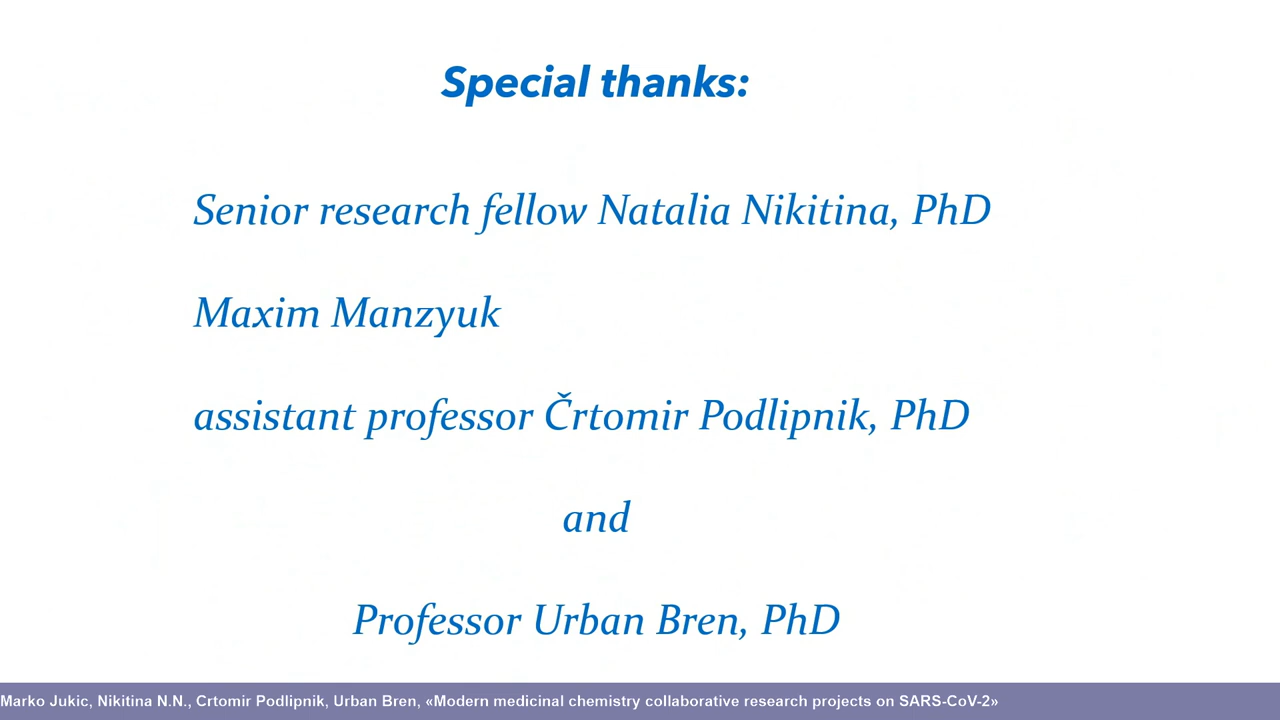 Special thanks:
Senior research fellow Natalia Nikitina, PhD
Maxim Manzyuk
assistant professor Črtomir Podlipnik, PhD
and
Professor Urban Bren, PhD
Marko Jukic, Nikitina N.N., Crtomir Podlipnik, Urban Bren, «Modern medicinal chemistry collaborative research projects on SARS-CoV-2»